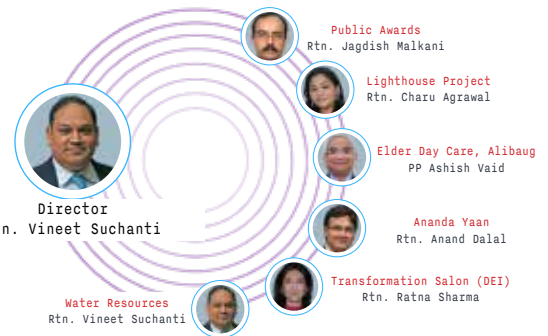 Public Awards
Rtn. Jagdish Malkani
Lighthouse Project
Rtn. Charu Agrawal
Elder Day Care, Alibaug
PP Ashish Vaid
Director
n. Vineet Suchanti
Ananda Yaan
Rtn. Anand Dalal
Transformation Salon (DEI)
Rtn. Ratna Sharma
Water Resources
Rtn. Vineet Suchanti